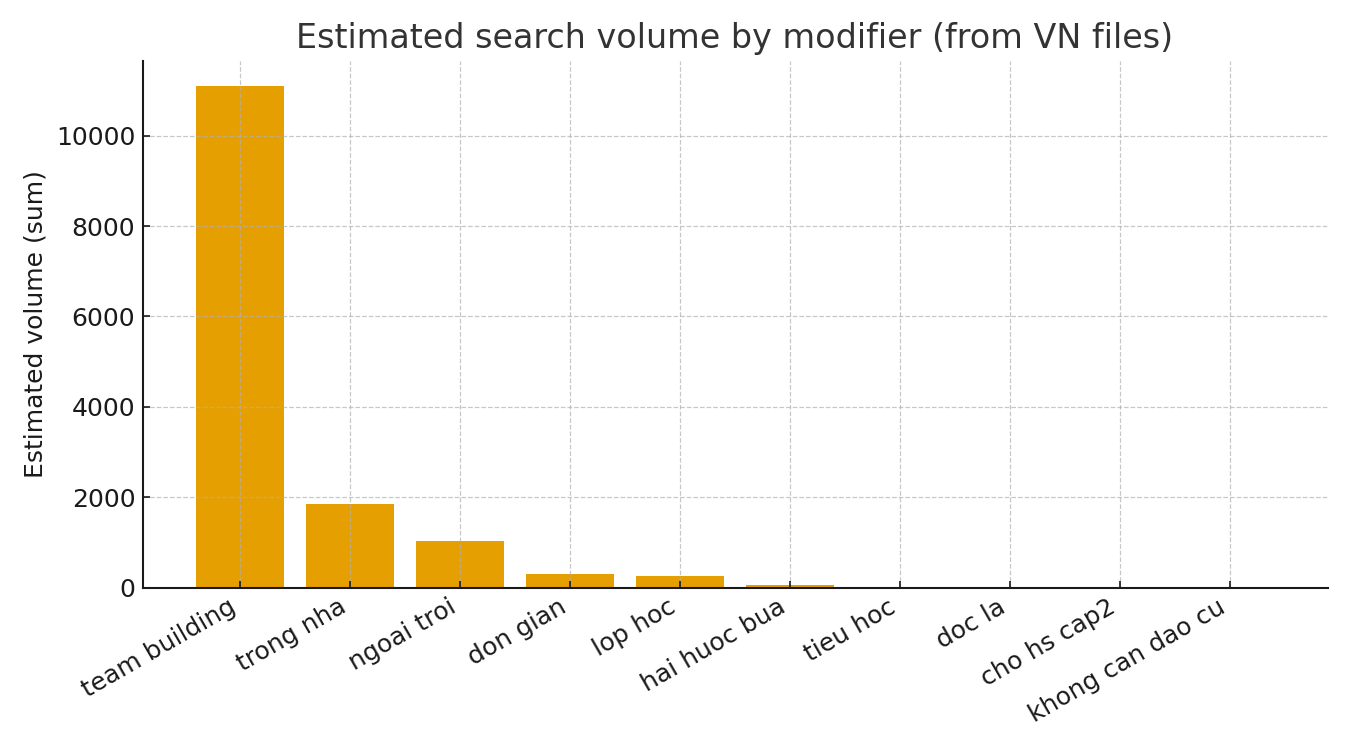 Estimated search volume by modifier (from VN files)
Estimated volume (sum)
10000
8000
6000
4000
2000
0
team building
trong nha
ngoai troi
don gian
lop hoc
hai huoc bua
tieu hoc
doc la
cho hs cap2
khong can dao cu